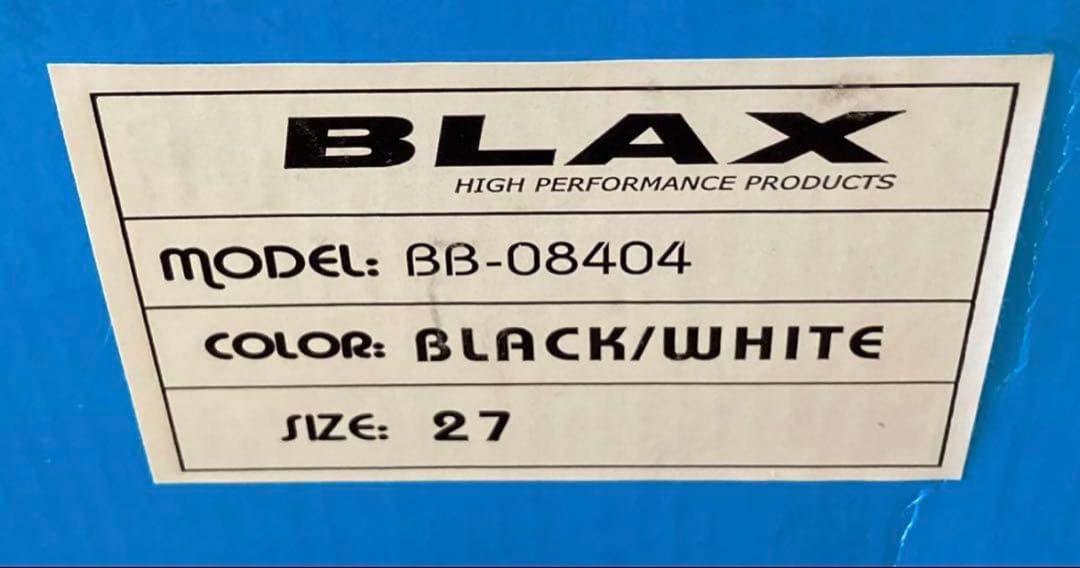 BLAX
HIGH PERFORMANCE PRODUCTS
MODEL: BB-08404
COLOR: BLACK/WHITE
SIZE: 27